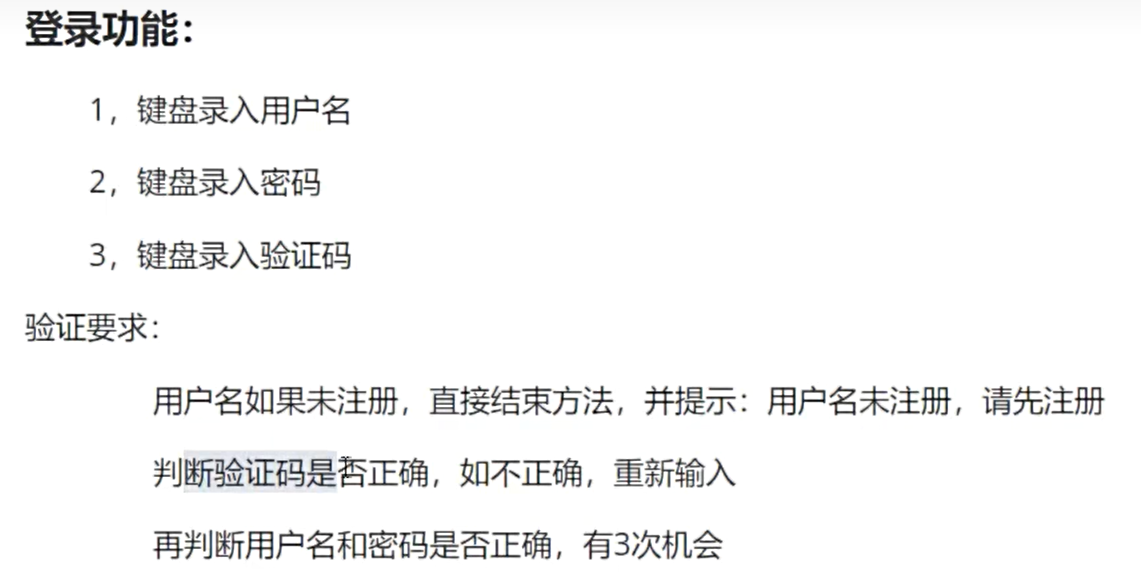 登录功能：
1，键盘录入用户名
2，键盘录入密码
3，键盘录入验证码
验证要求：
用户名如果未注册，直接结束方法，并提示：用户名未注册，请先注册
判断验证码是否正确，如不正确，重新输入
再判断用户名和密码是否正确，有3次机会